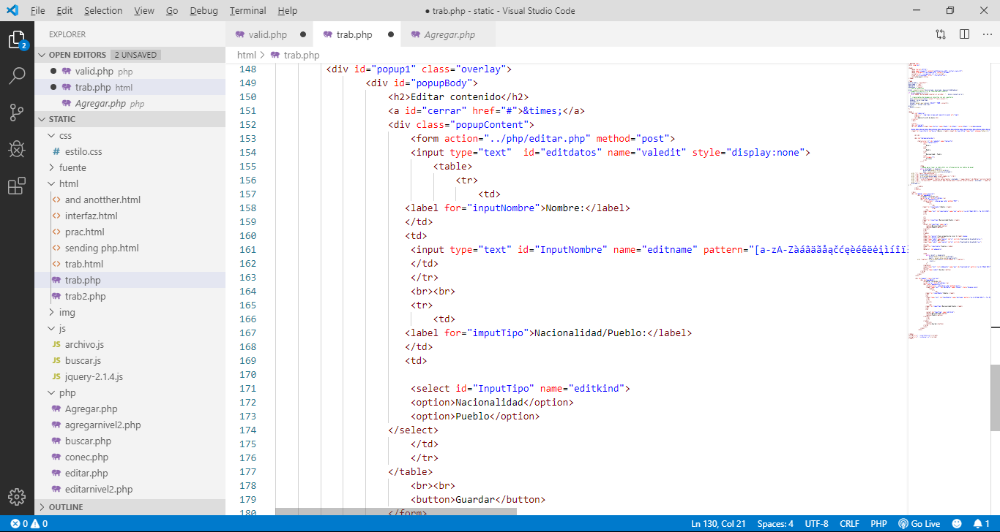 File Edit Selection View Go Debug Terminal Help ● trab.php - static - Visual Studio Code
EXPLORER
2
OPEN EDITORS 2 UNSAVED
valid.php php
trab.php html
Agregar.php php
STATIC
css
# estilo.css
fuente
html
<> and anotther.html
<> interfaz.html
<> prac.html
<> sending php.html
<> trab.html
trab.php
trab2.php
img
js
JS archivo.js
JS buscar.js
JS jquery-2.1.4.js
php
Agregar.php
agregarnivel2.php
buscar.php
conec.php
editar.php
editarnivel2.php
OUTLINE
valid.php ● trab.php ● Agregar.php
html > trab.php
148 <div id="popup1" class="overlay">
149 <div id="popupBody">
150 <h2>Editar contenido</h2>
151 <a id="cerrar" href="#">&times;</a>
152 <div class="popupContent">
153 <form action="../php/editar.php" method="post">
154 <input type="text"  id="editdatos" name="valedit" style="display:none">
155 <table>
156 <tr>
157 <td>
158 <label for="inputNombre">Nombre:</label>
159 </td>
160 <td>
161 <input type="text" id="InputNombre" name="editname" pattern="[a-zA-Zàáâäãåąčćęèéêëėįìíîï
162 </td>
163 </tr>
164 <br><br>
165 <tr>
166 <td>
167 <label for="imputTipo">Nacionalidad/Pueblo:</label>
168 </td>
169 <td>
170
171 <select id="InputTipo" name="editkind">
172 <option>Nacionalidad</option>
173 <option>Pueblo</option>
174 </select>
175 </td>
176 </tr>
177 </table>
178 <br><br>
179 <button>Guardar</button>
180 </form>
0 0 Ln 130, Col 21 Spaces: 4 UTF-8 CRLF PHP Go Live 1